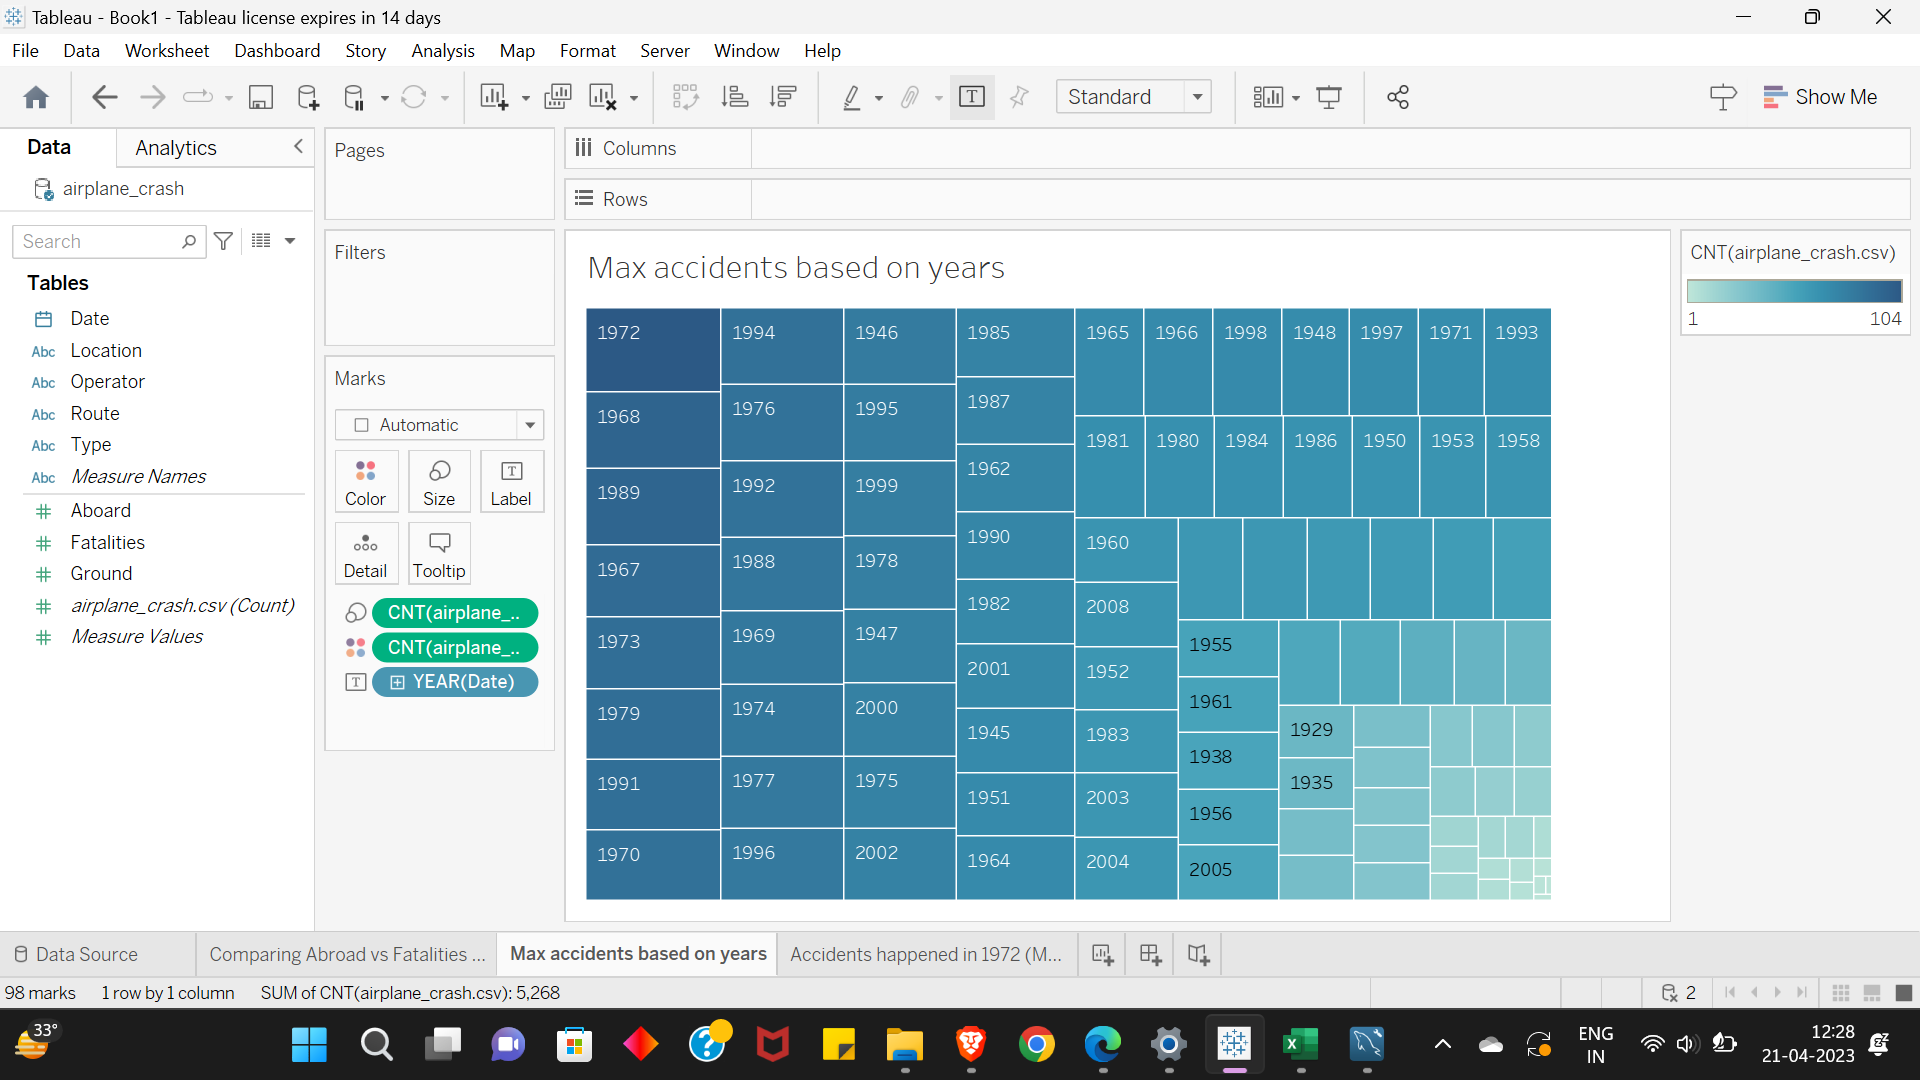 Tableau - Book1 - Tableau license expires in 14 days
File Data Worksheet Dashboard Story Analysis Map Format Server Window Help
Standard
Show Me
Data Analytics
airplane_crash
Search
Tables
Date
Abc Location
Abc Operator
Abc Route
Abc Type
Abc Measure Names
# Aboard
# Fatalities
# Ground
# airplane_crash.csv (Count)
# Measure Values
Pages
Filters
Marks
Automatic
Color Size T Label
Detail Tooltip
CNT(airplane_..
CNT(airplane_..
T YEAR(Date)
Columns
Rows
Max accidents based on years
1972
1968
1989
1967
1973
1979
1991
1970
1994
1976
1992
1988
1969
1974
1977
1996
1946
1995
1999
1978
1947
2000
1975
2002
1985
1987
1962
1990
1982
2001
1945
1951
1964
1965 1966 1998 1948 1997 1971 1993
1981 1980 1984 1986 1950 1953 1958
1960
2008
1952
1983
2003
2004
1955
1961
1938
1956
2005
1929
1935
CNT(airplane_crash.csv)
1 104
Data Source Comparing Abroad vs Fatalities ... Max accidents based on years Accidents happened in 1972 (M...
98 marks 1 row by 1 column SUM of CNT(airplane_crash.csv): 5,268
2
33°
ENG
IN
12:28
21-04-2023